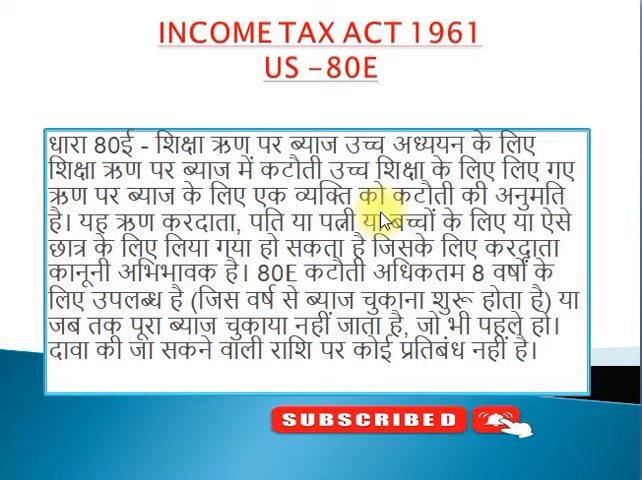 INCOME TAX ACT 1961
US -80E
धारा 80ई - शिक्षा ऋण पर ब्याज उच्च अध्ययन के लिए
शिक्षा ऋण पर ब्याज में कटौती उच्च शिक्षा के लिए लिए गए
ऋण पर ब्याज के लिए एक व्यक्ति को कटौती की अनुमति
है। यह ऋण करदाता, पति या पत्नी या बच्चों के लिए या ऐसे
छात्र के लिए लिया गया हो सकता है जिसके लिए करदाता
कानूनी अभिभावक है। 80E कटौती अधिकतम 8 वर्षों के
लिए उपलब्ध है (जिस वर्ष से ब्याज चुकाना शुरू होता है) या
जब तक पूरा ब्याज चुकाया नहीं जाता है, जो भी पहले हो।
दावा की जा सकने वाली राशि पर कोई प्रतिबंध नहीं है।
SUBSCRIBED